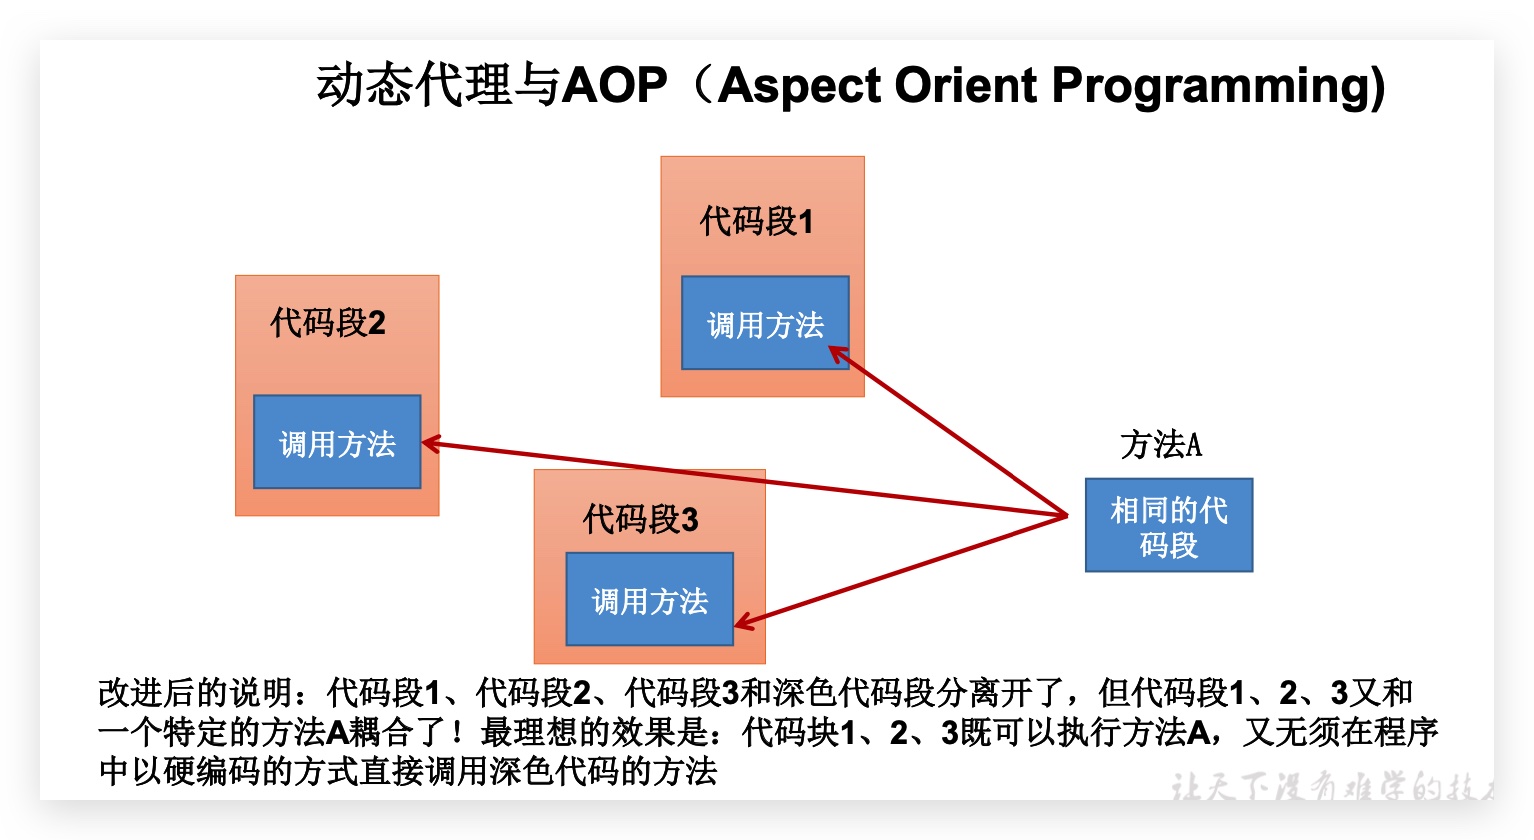 动态代理与AOP（Aspect Orient Programming)
代码段1
调用方法
代码段2
调用方法
代码段3
调用方法
方法A
相同的代
码段
改进后的说明：代码段1、代码段2、代码段3和深色代码段分离开了，但代码段1、2、3又和
一个特定的方法A耦合了！最理想的效果是：代码块1、2、3既可以执行方法A，又无须在程序
中以硬编码的方式直接调用深色代码的方法
让天下没有难学的技